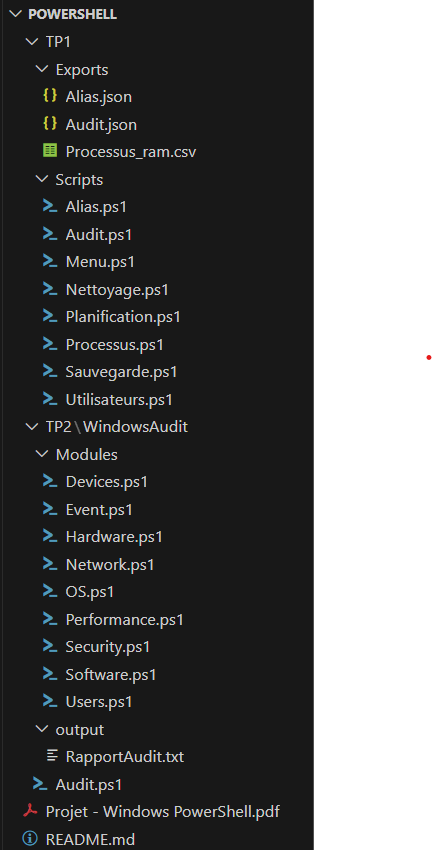 POWERSHELL
TP1
Exports
Alias.json
Audit.json
Processus_ram.csv
Scripts
Alias.ps1
Audit.ps1
Menu.ps1
Nettoyage.ps1
Planification.ps1
Processus.ps1
Sauvegarde.ps1
Utilisateurs.ps1
TP2\WindowsAudit
Modules
Devices.ps1
Event.ps1
Hardware.ps1
Network.ps1
OS.ps1
Performance.ps1
Security.ps1
Software.ps1
Users.ps1
output
RapportAudit.txt
Audit.ps1
Projet - Windows PowerShell.pdf
README.md